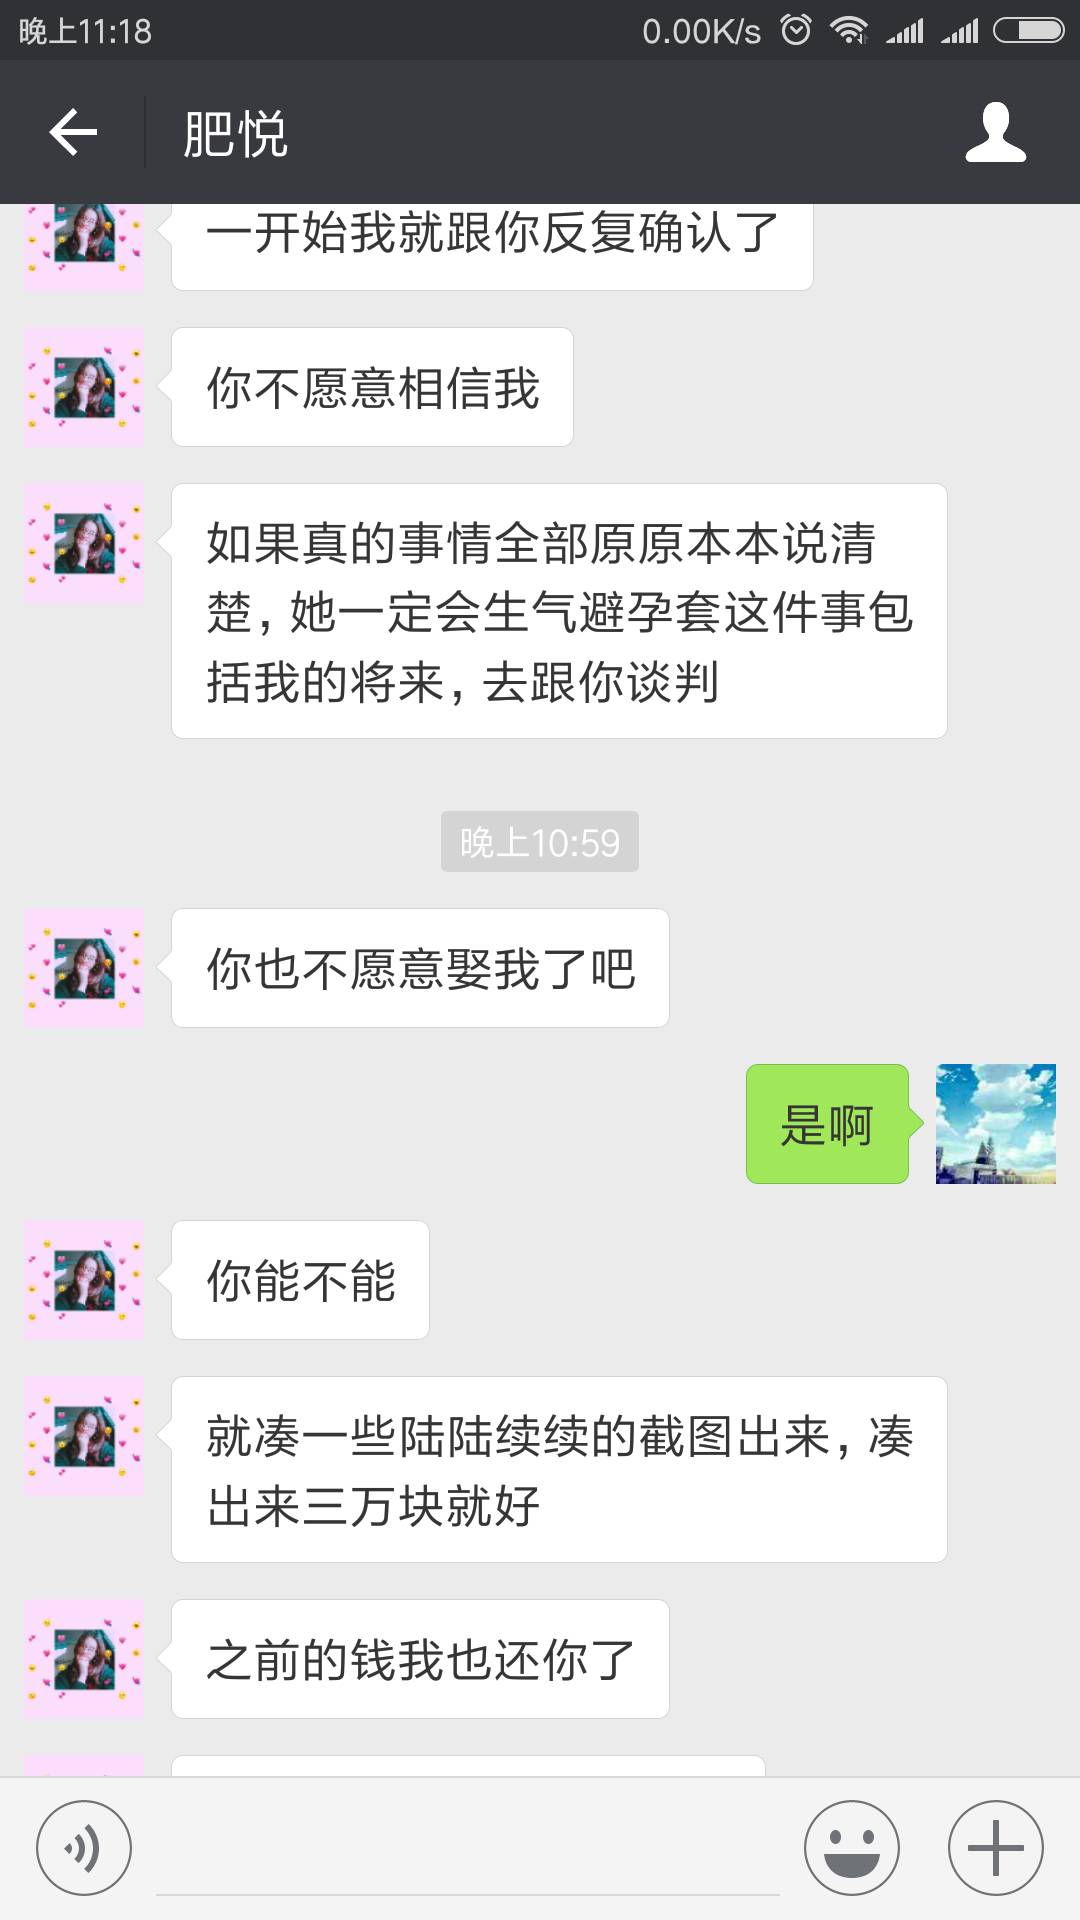 晚上11:18
0.00K/s
肥悦
一开始我就跟你反复确认了
你不愿意相信我
如果真的事情全部原原本本说清
楚,她一定会生气避孕套这件事包
括我的将来,去跟你谈判
晚上10:59
你也不愿意娶我了吧
是啊
你能不能
就凑一些陆陆续续的截图出来,凑
出来三万块就好
之前的钱我也还你了